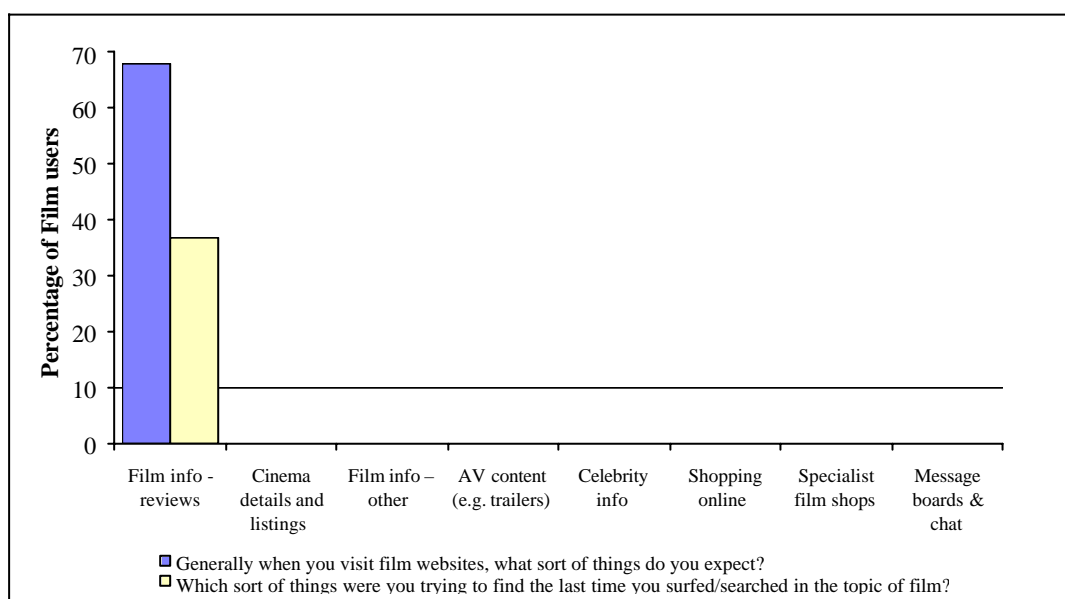 70
60
50
40
30
20
10
0
Percentage of Film users
Film info -
reviews
Cinema
details and
listings
Film info –
other
AV content
(e.g. trailers)
Celebrity
info
Shopping
online
Specialist
film shops
Message
boards &
chat
Generally when you visit film websites, what sort of things do you expect?
Which sort of things were you trying to find the last time you surfed/searched in the topic of film?